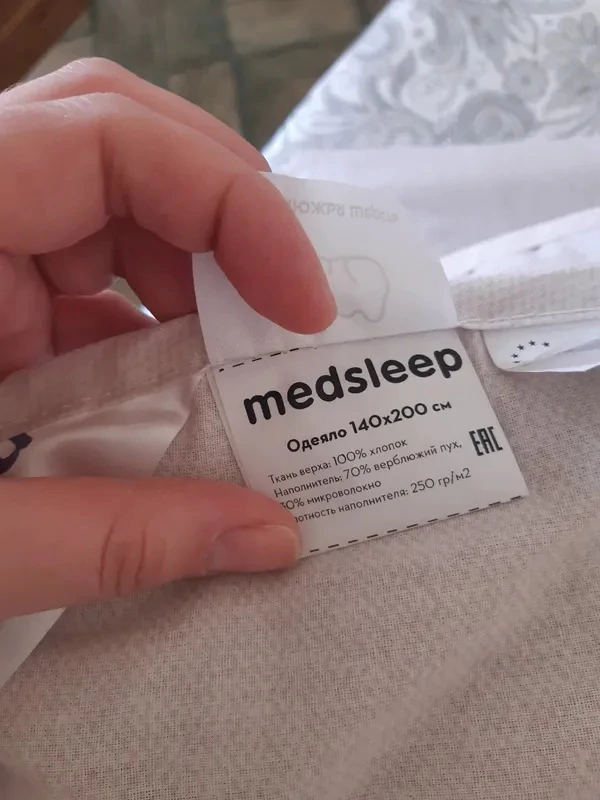 medsleep
Одеяло 140x200 см
Ткань верха: 100% хлопок
Наполнитель: 70% верблюжий пух,
30% микроволокно
отность наполнителя: 250 гр/м2
EAC